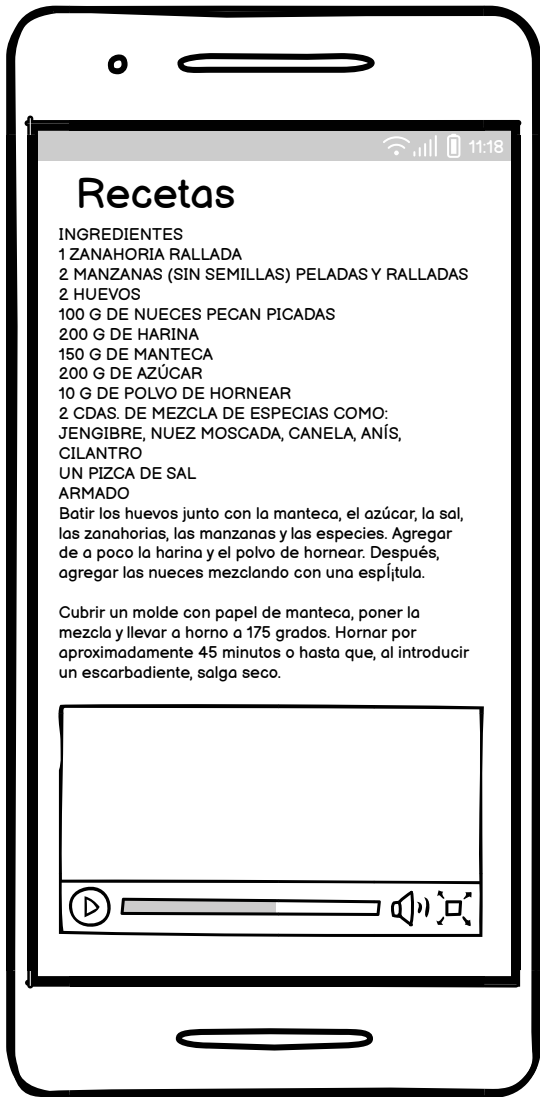 11:18
Recetas
INGREDIENTES
1 ZANAHORIA RALLADA
2 MANZANAS (SIN SEMILLAS) PELADAS Y RALLADAS
2 HUEVOS
100 G DE NUECES PECAN PICADAS
200 G DE HARINA
150 G DE MANTECA
200 G DE AZÚCAR
10 G DE POLVO DE HORNEAR
2 CDAS. DE MEZCLA DE ESPECIAS COMO:
JENGIBRE, NUEZ MOSCADA, CANELA, ANÍS,
CILANTRO
UN PIZCA DE SAL
ARMADO
Batir los huevos junto con la manteca, el azúcar, la sal,
las zanahorias, las manzanas y las especies. Agregar
de a poco la harina y el polvo de hornear. Después,
agregar las nueces mezclando con una espÍ¡tula.
Cubrir un molde con papel de manteca, poner la
mezcla y llevar a horno a 175 grados. Hornar por
aproximadamente 45 minutos o hasta que, al introducir
un escarbadiente, salga seco.